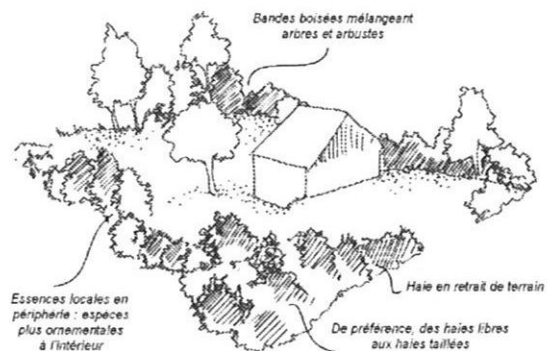 Bandes boisées mélangeant
arbres et arbustes
Essences locales en
périphérie : espèces
plus ornementales
à l'intérieur
Haie en retrait de terrain
De préférence, des haies libres
aux haies taillées